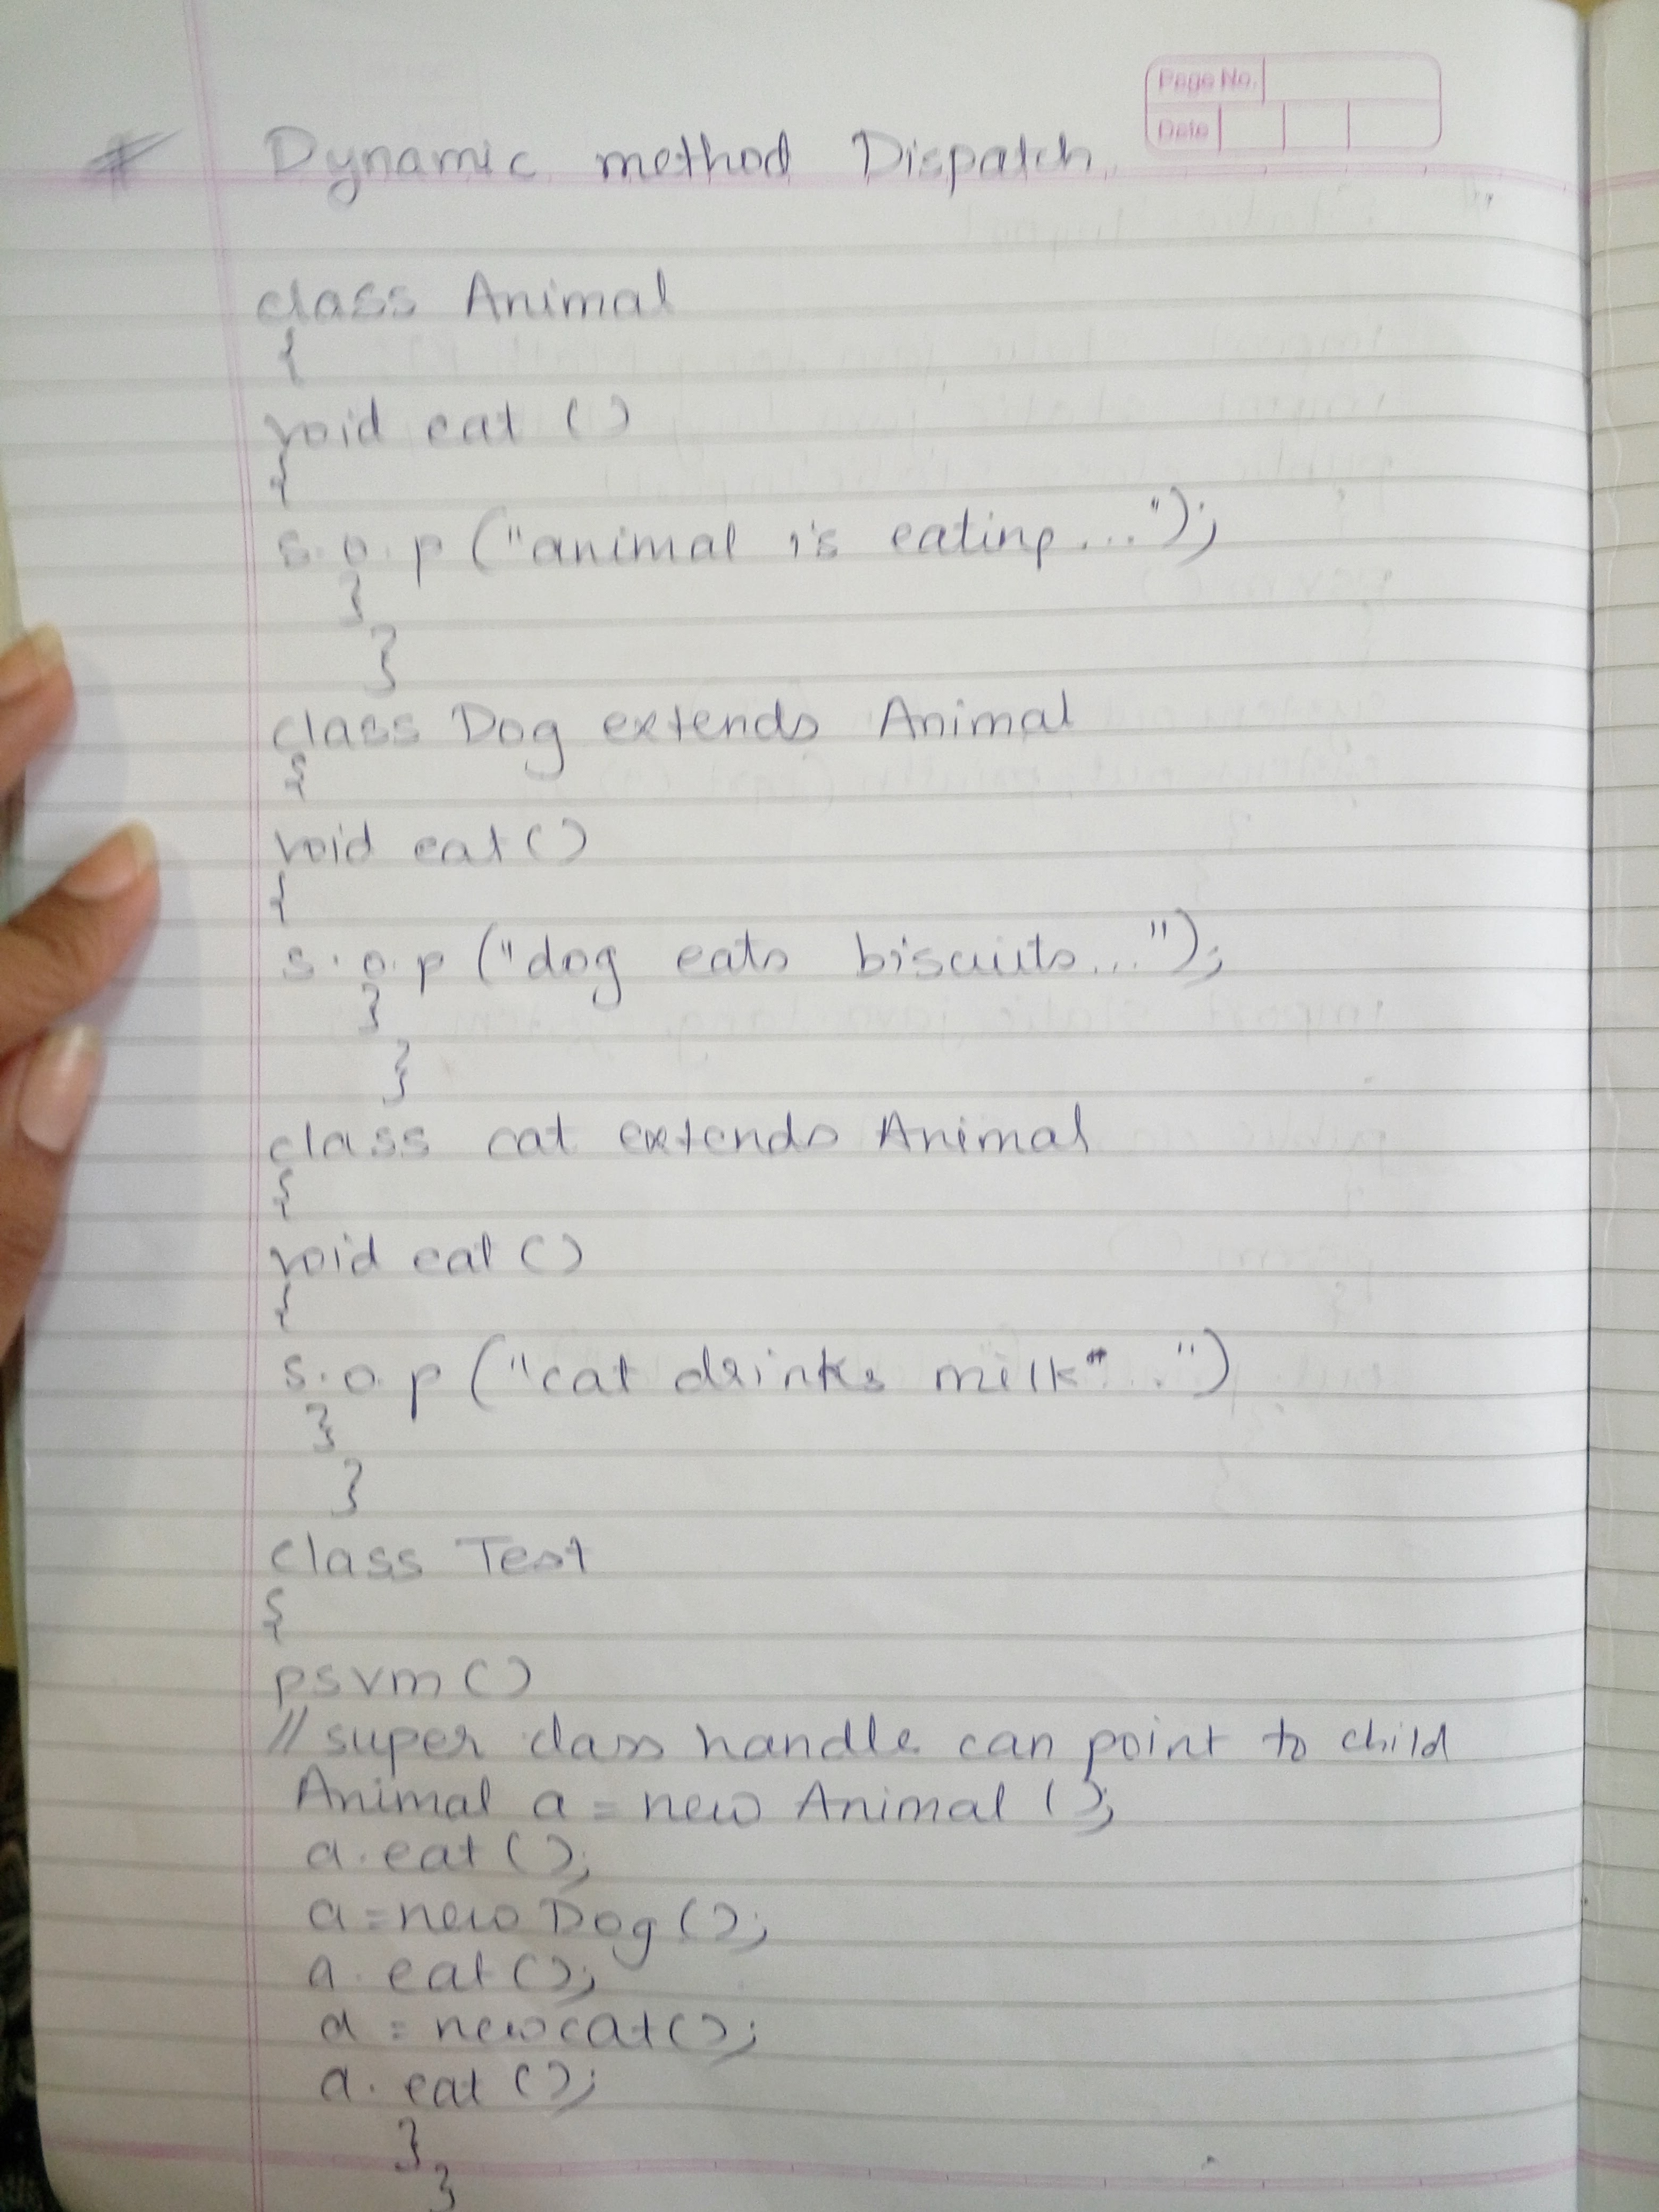 Page No.
Date
# Dynamic method Dispatch
class Animal
{
void eat ()
{
s.o.p ("animal is eating...");
}
}
class Dog extends Animal
{
void eat ()
{
s.o.p ("dog eats biscuits...");
}
}
class cat extends Animal
{
void eat ()
{
s.o.p ("cat drinks milk...")
}
}
class Test
{
psvm ()
// super class handle can point to child
Animal a = new Animal ();
a.eat ();
a = new Dog ();
a.eat ();
a = new cat ();
a.eat ();
}
}